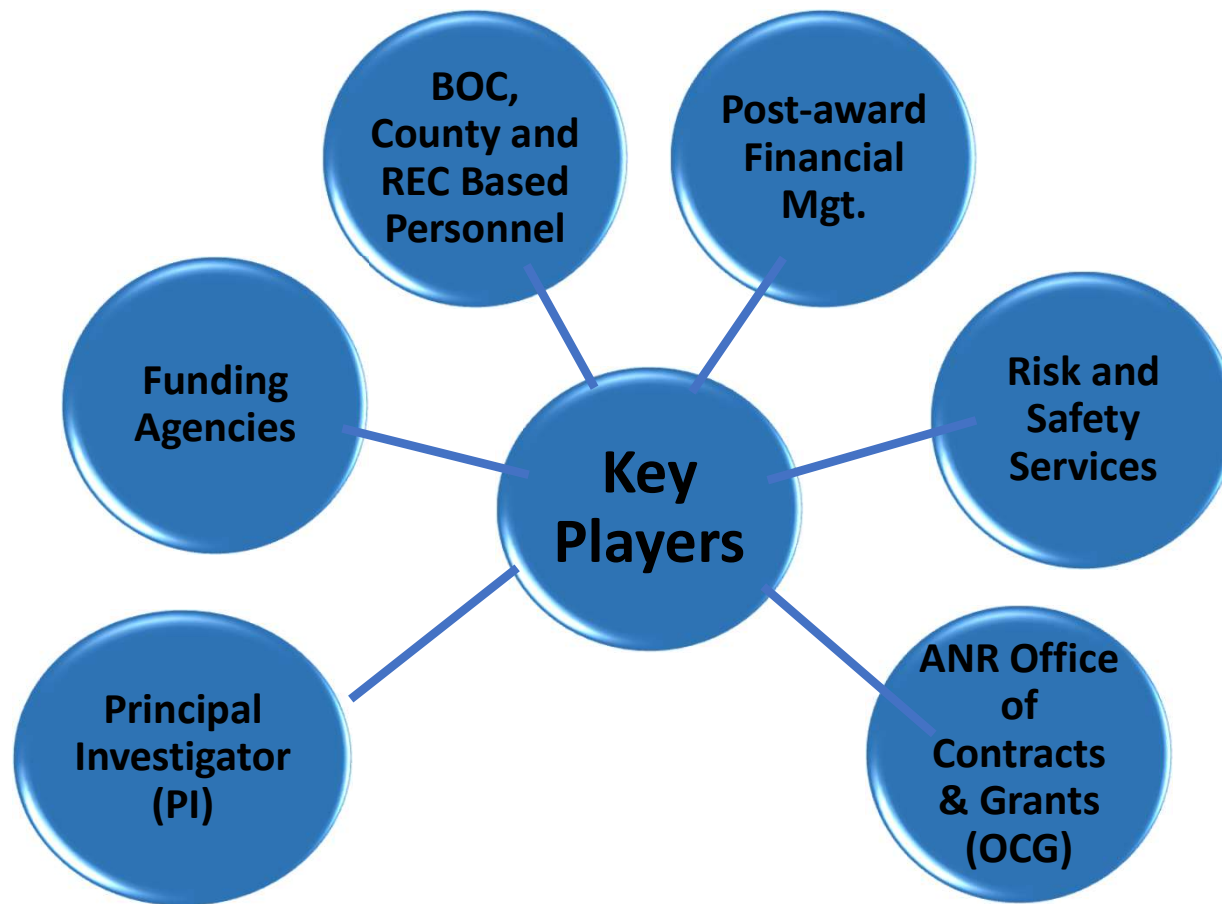 BOC,
County and
REC Based
Personnel
Post-award
Financial
Mgt.
Funding
Agencies
Risk and
Safety
Services
Key
Players
Principal
Investigator
(PI)
ANR Office
of
Contracts
& Grants
(OCG)